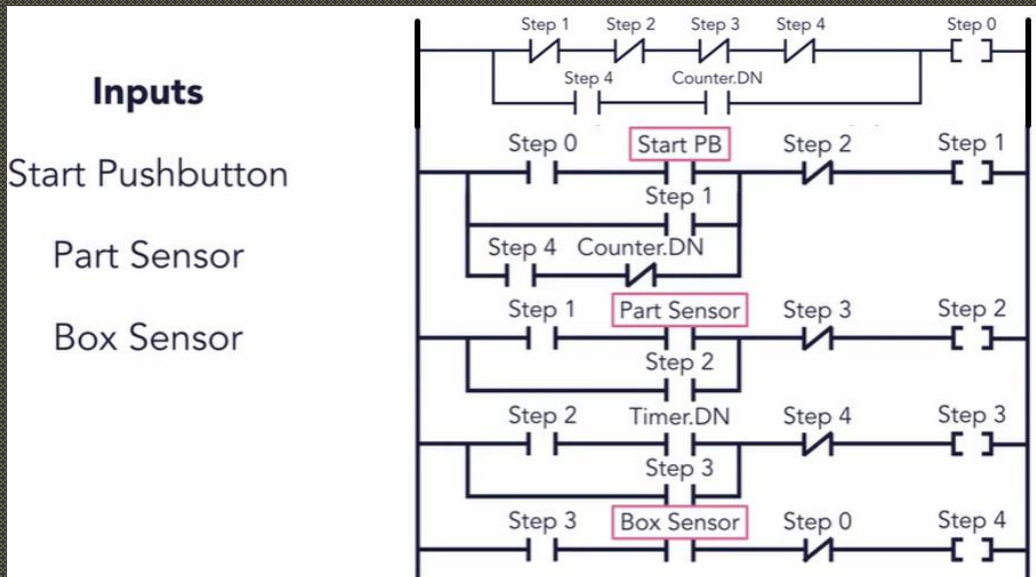 Inputs
Start Pushbutton
Part Sensor
Box Sensor
Step 1 Step 2 Step 3 Step 4 Step 0
Step 4 Counter.DN
Step 0 Start PB Step 2 Step 1
Step 1
Step 4 Counter.DN
Step 1 Part Sensor Step 3 Step 2
Step 2
Step 2 Timer.DN Step 4 Step 3
Step 3
Step 3 Box Sensor Step 0 Step 4